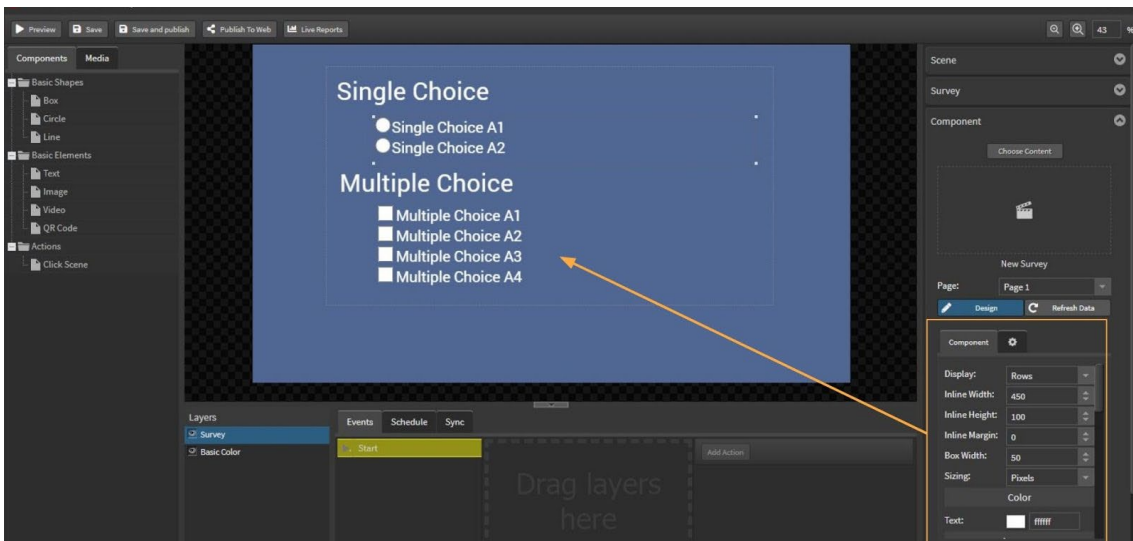 Preview Save Save and publish Publish To Web Live Reports 43 %
Components Media
Basic Shapes
Box
Circle
Line
Basic Elements
Text
Image
Video
QR Code
Actions
Click Scene
Single Choice
Single Choice A1
Single Choice A2
Multiple Choice
Multiple Choice A1
Multiple Choice A2
Multiple Choice A3
Multiple Choice A4
Layers
Survey
Basic Color
Events Schedule Sync
Start
Drag layers
here
Add Action
Scene
Survey
Component
Choose Content
New Survey
Page: Page 1
Design Refresh Data
Component
Display: Rows
Inline Width: 450
Inline Height: 100
Inline Margin: 0
Box Width: 50
Sizing: Pixels
Color
Text: ffffff